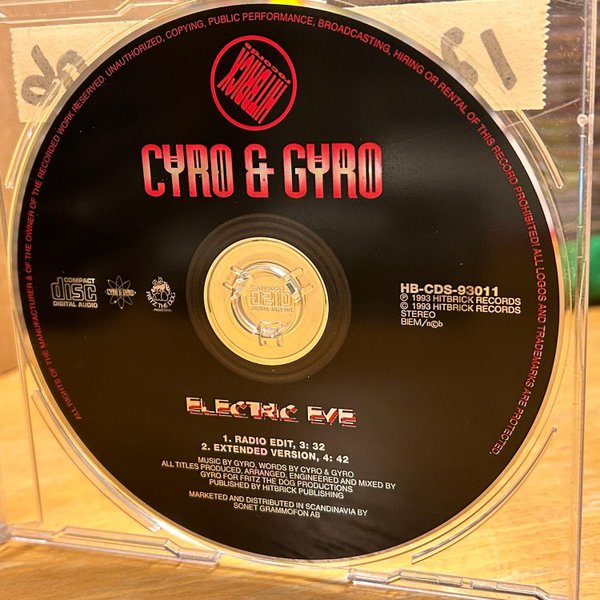 ALL RIGHTS OF THE MANUFACTURER & OF THE OWNER OF THE RECORDED WORK RESERVED. UNAUTHORIZED, COPYING, PUBLIC PERFORMANCE, BROADCASTING, HIRING OR RENTAL OF THIS RECORD PROHIBITED! ALL LOGOS AND TRADEMARKS ARE PROTECTED.
HITBRICK
records
CYRO & GYRO
COMPACT
disc
DIGITAL AUDIO
HB-CDS-93011
℗ 1993 HITBRICK RECORDS
© 1993 HITBRICK RECORDS
STEREO
BIEM/n©b
ELECTRIC EVE
1. RADIO EDIT, 3: 32
2. EXTENDED VERSION, 4: 42
MUSIC BY GYRO, WORDS BY CYRO & GYRO
ALL TITLES PRODUCED, ARRANGED, ENGINEERED AND MIXED BY
GYRO FOR FRITZ THE DOG PRODUCTIONS
PUBLISHED BY HITBRICK PUBLISHING
MARKETED AND DISTRIBUTED IN SCANDINAVIA BY
SONET GRAMMOFON AB